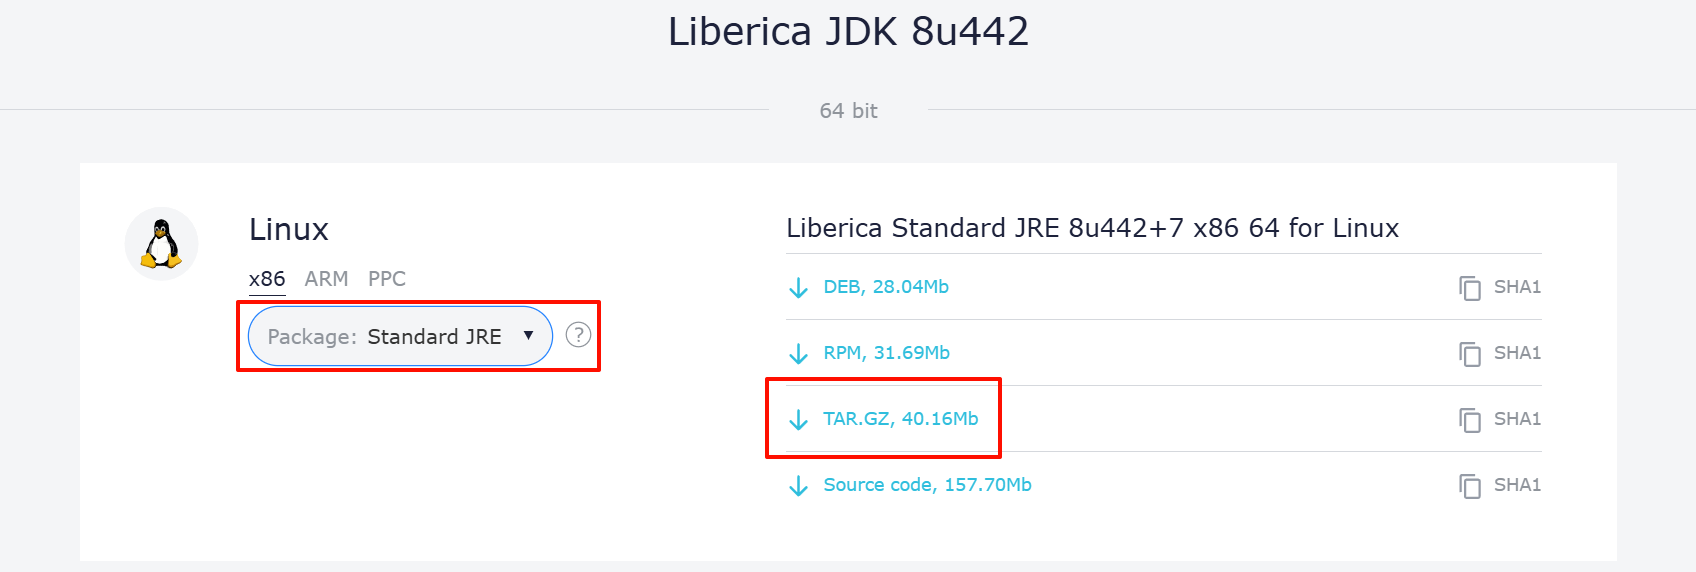 Liberica JDK 8u442
64 bit
Linux
x86 ARM PPC
Package: Standard JRE ?
Liberica Standard JRE 8u442+7 x86 64 for Linux
DEB, 28.04Mb SHA1
RPM, 31.69Mb SHA1
TAR.GZ, 40.16Mb SHA1
Source code, 157.70Mb SHA1